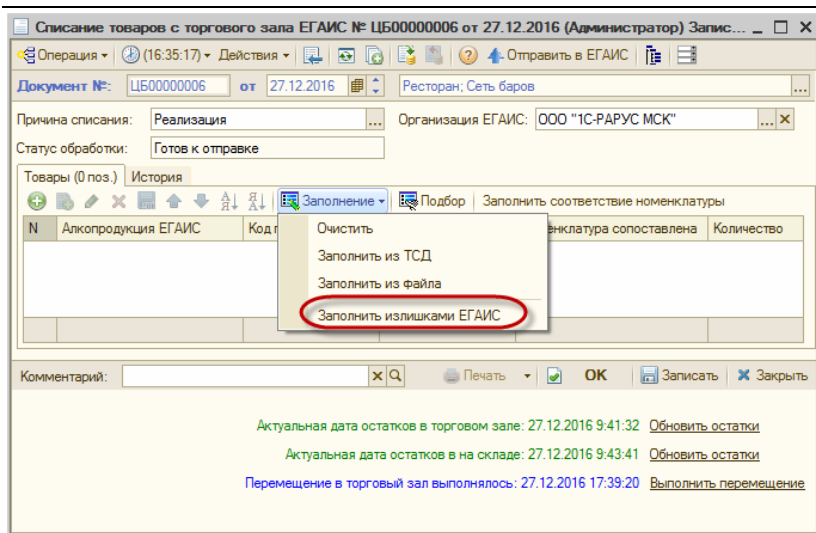 Списание товаров с торгового зала ЕГАИС № ЦБ00000006 от 27.12.2016 (Администратор) Запис...
Операция (16:35:17) Действия Отправить в ЕГАИС
Документ №: ЦБ00000006 от 27.12.2016 Ресторан; Сеть баров ...
Причина списания: Реализация ... Организация ЕГАИС: ООО "1С-РАРУС МСК" ...
Статус обработки: Готов к отправке
Товары (0 поз.) История
Заполнение Подбор Заполнить соответствие номенклатуры
N Алкопродукция ЕГАИС Код сопоставлена Количество
Очистить
Заполнить из ТСД
Заполнить из файла
Заполнить излишками ЕГАИС
Комментарий: Печать OK Записать Закрыть
Актуальная дата остатков в торговом зале: 27.12.2016 9:41:32 Обновить остатки
Актуальная дата остатков в на складе: 27.12.2016 9:43:41 Обновить остатки
Перемещение в торговый зал выполнялось: 27.12.2016 17:39:20 Выполнить перемещение